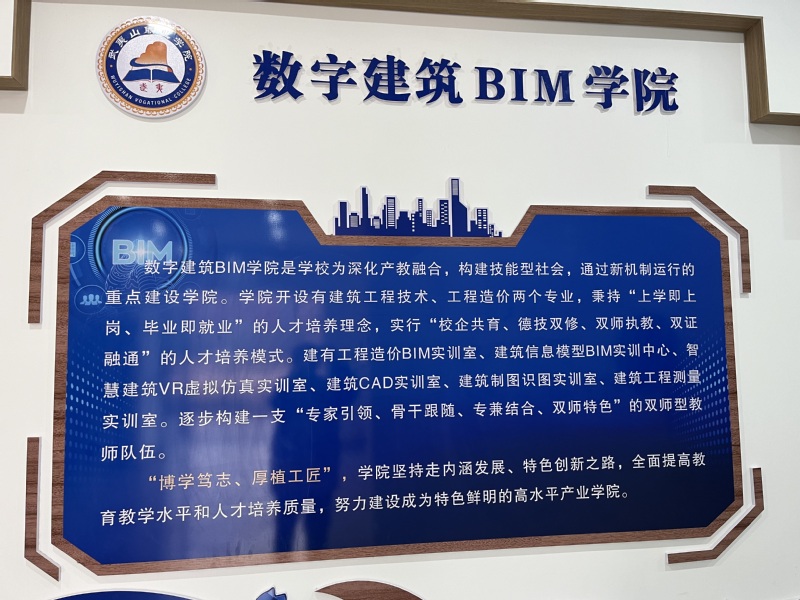 武夷山职业学院
WUYISHAN VOCATIONAL COLLEGE
数字建筑BIM学院
BIM
数字建筑BIM学院是学校为深化产教融合，构建技能型社会，通过新机制运行的
重点建设学院。学院开设有建筑工程技术、工程造价两个专业，秉持“上学即上
岗、毕业即就业”的人才培养理念，实行“校企共育、德技双修、双师执教、双证
融通”的人才培养模式。建有工程造价BIM实训室、建筑信息模型BIM实训中心、智
慧建筑VR虚拟仿真实训室、建筑CAD实训室、建筑制图识图实训室、建筑工程测量
实训室。逐步构建一支“专家引领、骨干跟随、专兼结合、双师特色”的双师型教
师队伍。
“博学笃志、厚植工匠”，学院坚持走内涵发展、特色创新之路，全面提高教
育教学水平和人才培养质量，努力建设成为特色鲜明的高水平产业学院。